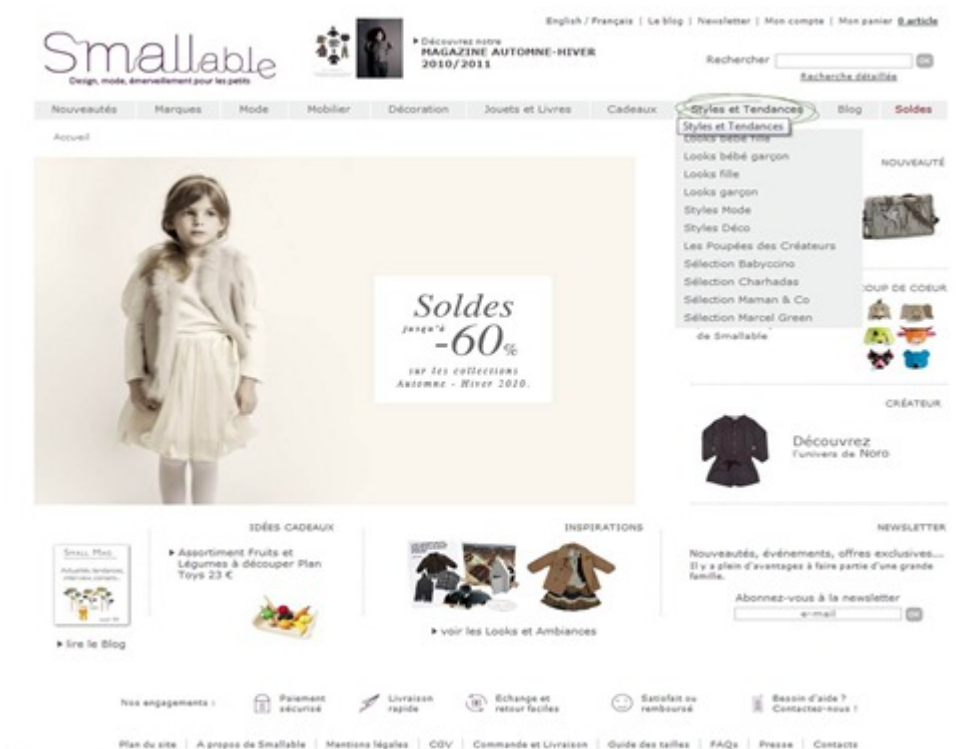 English / Français | Le blog | Newsletter | Mon compte | Mon panier 0 article
Smallable
Design, mode, émerveillement pour les petits
Découvrez notre
MAGAZINE AUTOMNE-HIVER
2010/2011
Rechercher OK
Recherche détaillée
Nouveautés Marques Mode Mobilier Décoration Jouets et Livres Cadeaux Styles et Tendances Blog Soldes
Styles et Tendances
Accueil
Looks bébé fille
Looks bébé garçon
Looks fille
Looks garçon
Styles Mode
Styles Déco
Les Poupées des Créateurs
Sélection Babyccino
Sélection Charhadas
Sélection Maman & Co
Sélection Marcel Green
NOUVEAUTÉ
COUP DE COEUR
de Smallable
Soldes
jusqu'à
-60%
sur les collections
Automne - Hiver 2010.
CRÉATEUR
Découvrez
l'univers de Noro
SMALL MAG
Actualités, tendances,
lire le Blog
IDÉES CADEAUX
Assortiment Fruits et
Légumes à découper Plan
Toys 23 €
INSPIRATIONS
voir les Looks et Ambiances
NEWSLETTER
Nouveautés, événements, offres exclusives...
Il y a plein d'avantages à faire partie d'une grande
famille.
Abonnez-vous à la newsletter
e-mail OK
Nos engagements :
Paiement
sécurisé
Livraison
rapide
Echange et
retour faciles
Satisfait ou
remboursé
Besoin d'aide ?
Contactez-nous !
Plan du site | A propos de Smallable | Mentions légales | CGV | Commande et Livraison | Guide des tailles | FAQs | Presse | Contacts